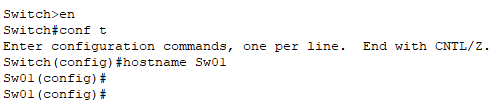 Switch>en
Switch#conf t
Enter configuration commands, one per line.  End with CNTL/Z.
Switch(config)#hostname Sw01
Sw01(config)#
Sw01(config)#